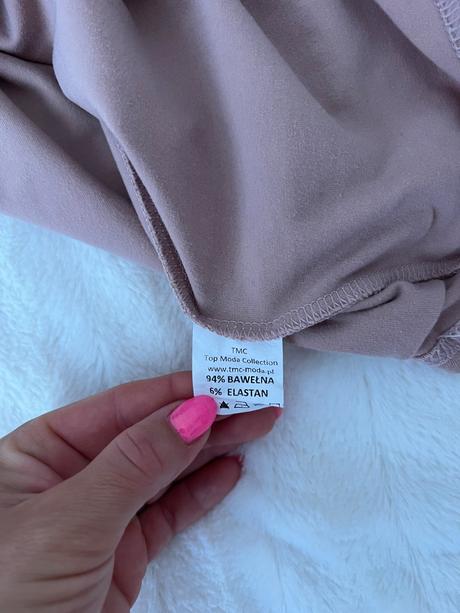 TMC
Top Moda Collection
www.tmc-moda.pl
94% BAWEŁNA
6% ELASTAN